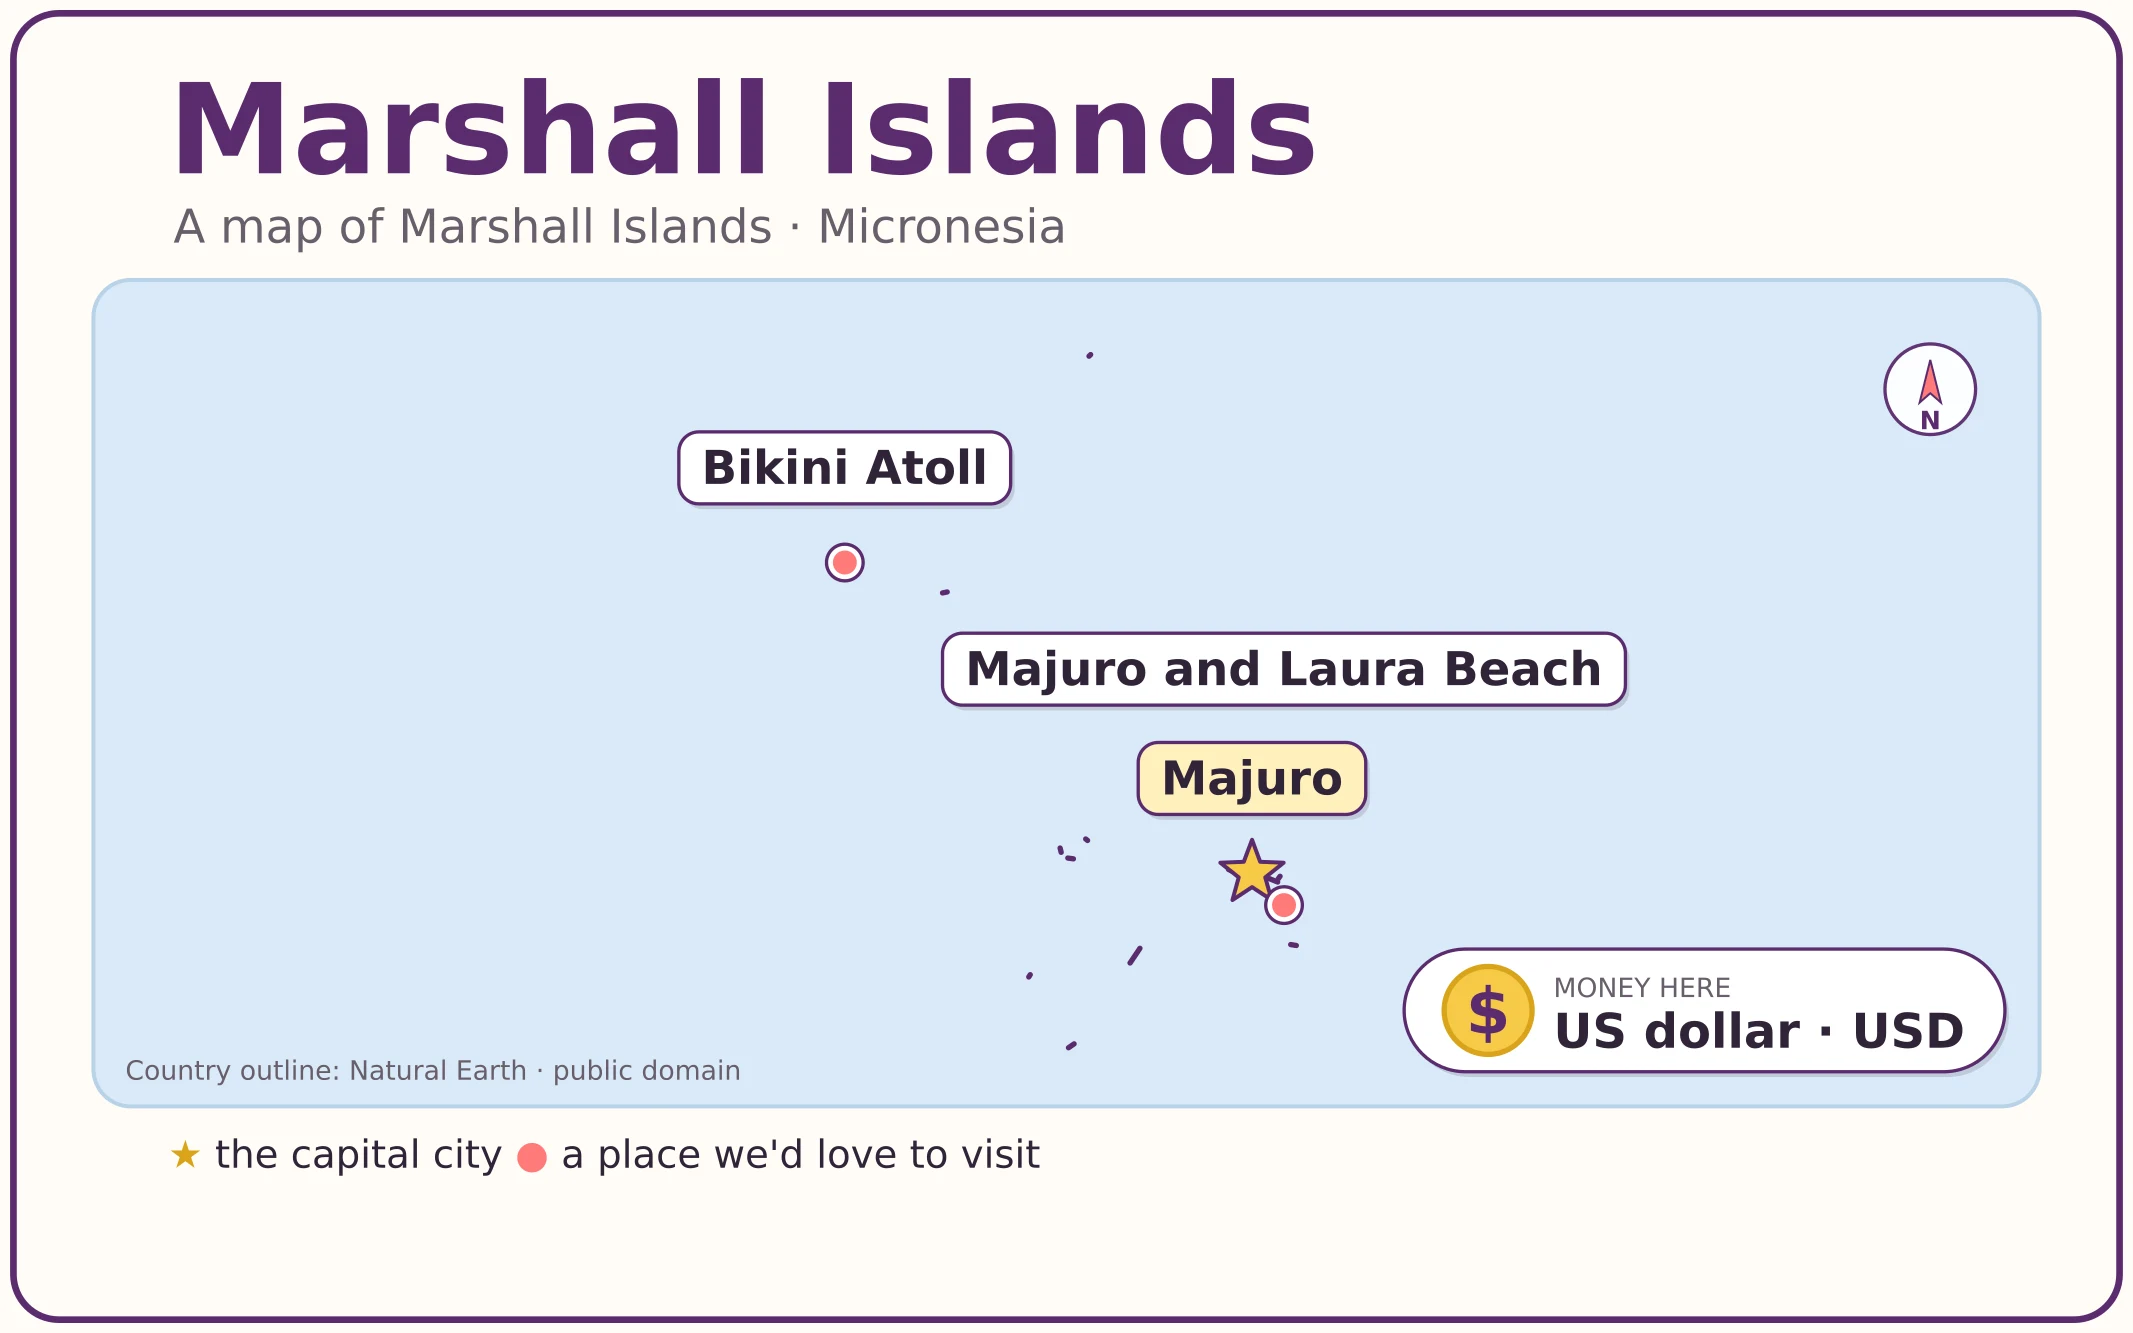 Marshall Islands
A map of Marshall Islands · Micronesia
N
Bikini Atoll
Majuro and Laura Beach
Majuro
$
MONEY HERE
US dollar · USD
Country outline: Natural Earth · public domain
★ the capital city ● a place we'd love to visit